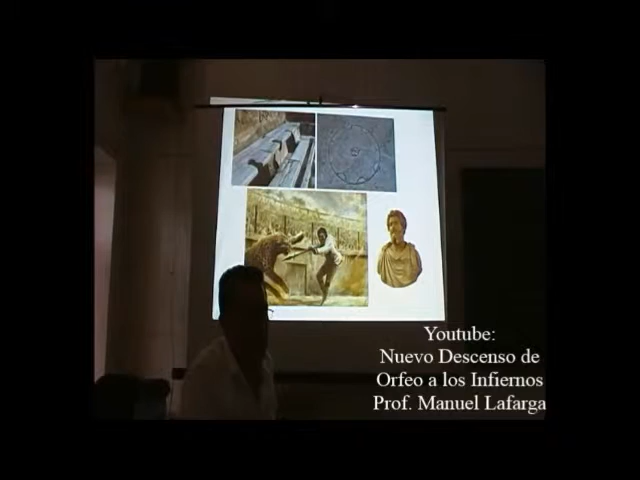 Youtube:
Nuevo Descenso de
Orfeo a los Infiernos
Prof. Manuel Lafarga